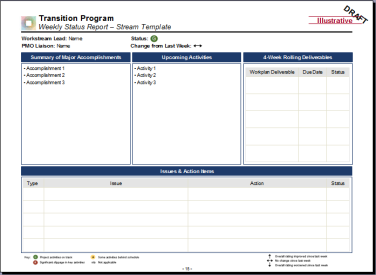 DRAFT
Transition Program
Weekly Status Report – Stream Template
Illustrative
Workstream Lead: Name
Status:
PMO Liaison: Name
Change from Last Week:
Summary of Major Accomplishments
Upcoming Activities
4-Week Rolling Deliverables
• Accomplishment 1
• Accomplishment 2
• Accomplishment 3
• Activity 1
• Activity 2
• Activity 3
Workplan Deliverable Due Date Status
Issues & Action Items
Type Issue Action Status
Key:
Project activities on track
Some activities behind schedule
Significant slippage in key activities
Not applicable
Overall rating improved since last week
No change since last week
Overall rating worsened since last week
- 19 -